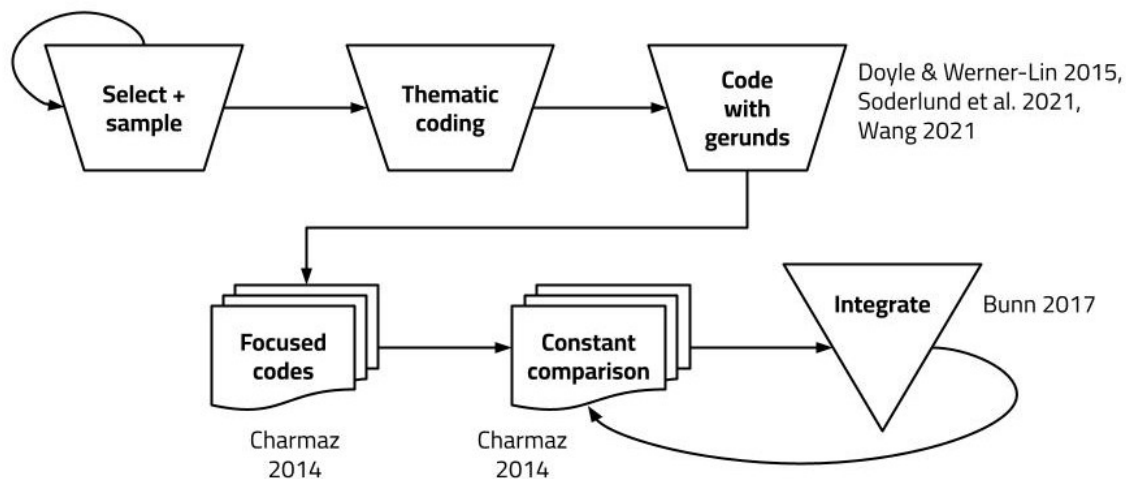 Select +
sample
Thematic
coding
Code
with
gerunds
Doyle & Werner-Lin 2015,
Soderlund et al. 2021,
Wang 2021
Focused
codes
Constant
comparison
Integrate
Bunn 2017
Charmaz
2014
Charmaz
2014